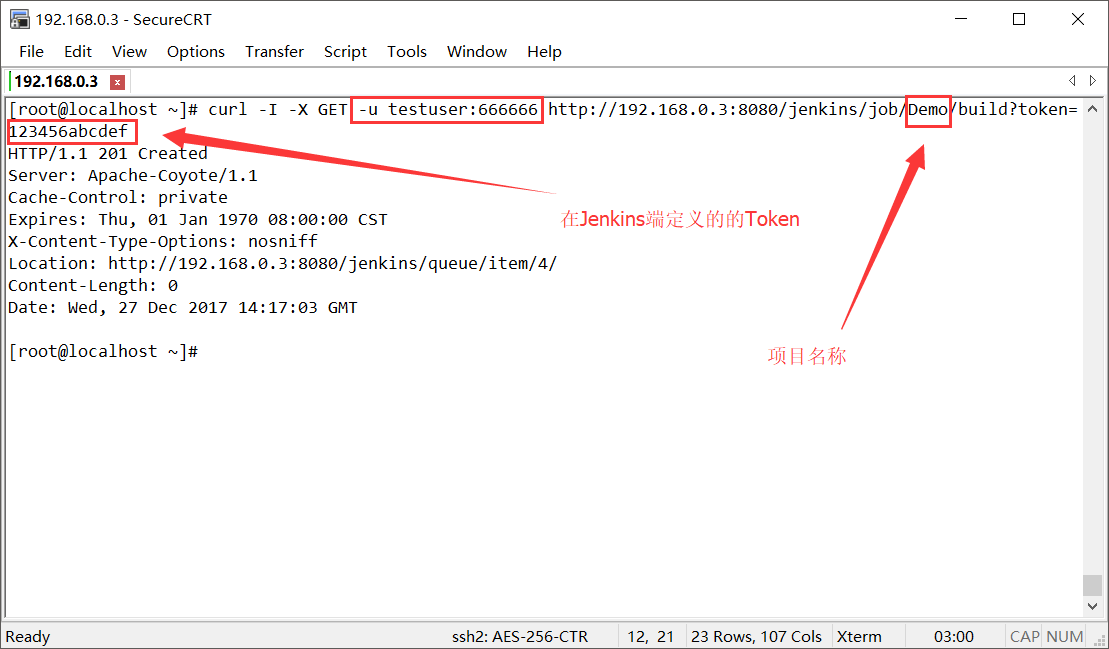 192.168.0.3 - SecureCRT
File Edit View Options Transfer Script Tools Window Help
192.168.0.3 x
[root@localhost ~]# curl -I -X GET -u testuser:666666 http://192.168.0.3:8080/jenkins/job/Demo/build?token=
123456abcdef
HTTP/1.1 201 Created
Server: Apache-Coyote/1.1
Cache-Control: private
Expires: Thu, 01 Jan 1970 08:00:00 CST
X-Content-Type-Options: nosniff
Location: http://192.168.0.3:8080/jenkins/queue/item/4/
Content-Length: 0
Date: Wed, 27 Dec 2017 14:17:03 GMT
[root@localhost ~]#
在Jenkins端定义的的Token
项目名称
Ready ssh2: AES-256-CTR 12, 21 23 Rows, 107 Cols Xterm 03:00 CAP NUM